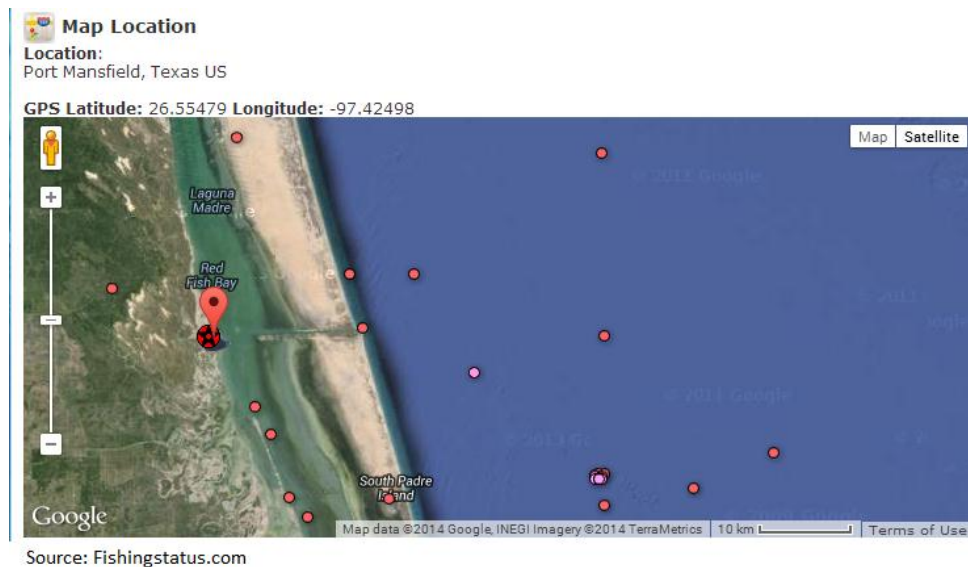 Map Location
Location:
Port Mansfield, Texas US
GPS Latitude: 26.55479 Longitude: -97.42498
Map Satellite
© 2012 Google
Laguna
Madre
Red
Fish Bay
South Padre
Island
Google
Map data ©2014 Google, INEGI Imagery ©2014 TerraMetrics
10 km
Terms of Use
Source: Fishingstatus.com